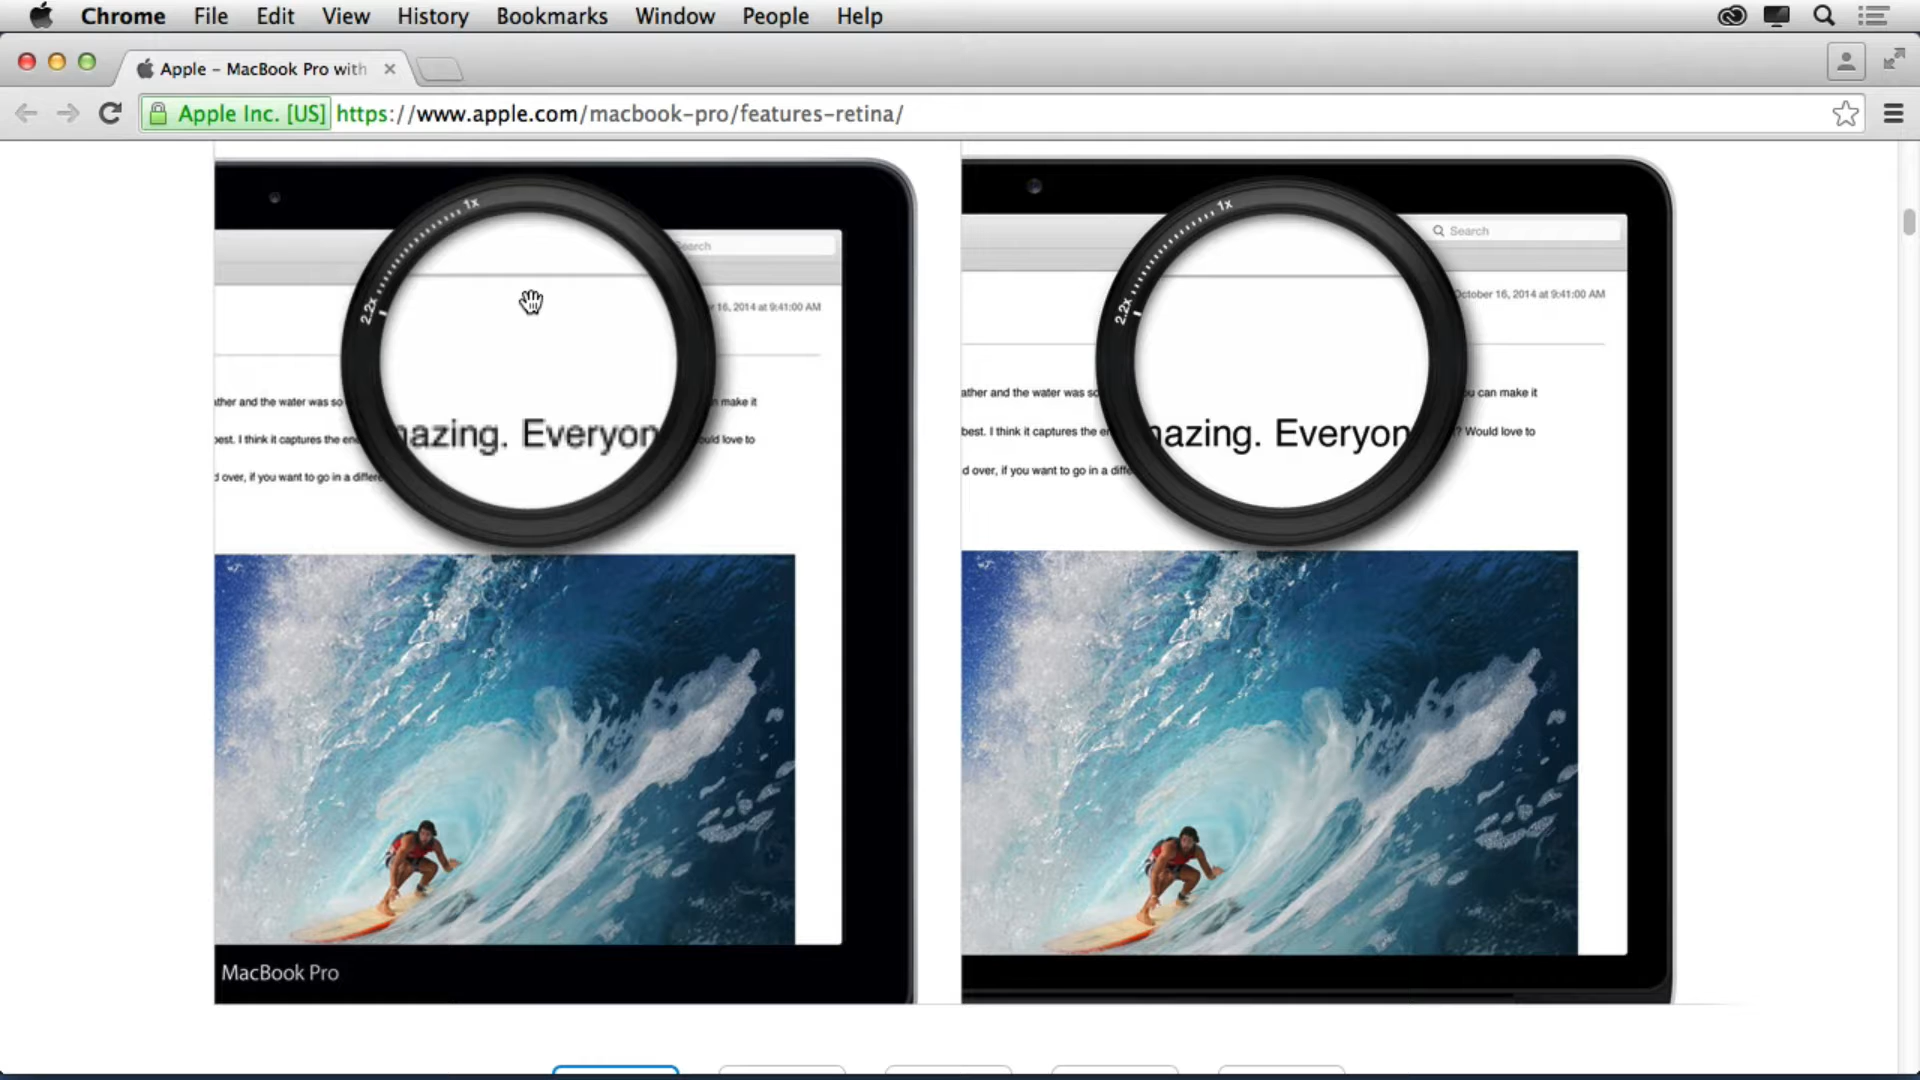 Chrome File Edit View History Bookmarks Window People Help
Apple - MacBook Pro with
Apple Inc. [US] https://www.apple.com/macbook-pro/features-retina/
1x
2.2x
Search
16, 2014 at 9:41:00 AM
ather and the water was so
make it
azing. Everyon
best. I think it captures the
would love to
d over, if you want to go in a
MacBook Pro
1x
2.2x
Search
October 16, 2014 at 9:41:00 AM
ather and the water was so
you can make it
azing. Everyon
best. I think it captures the
? Would love to
d over, if you want to go in a